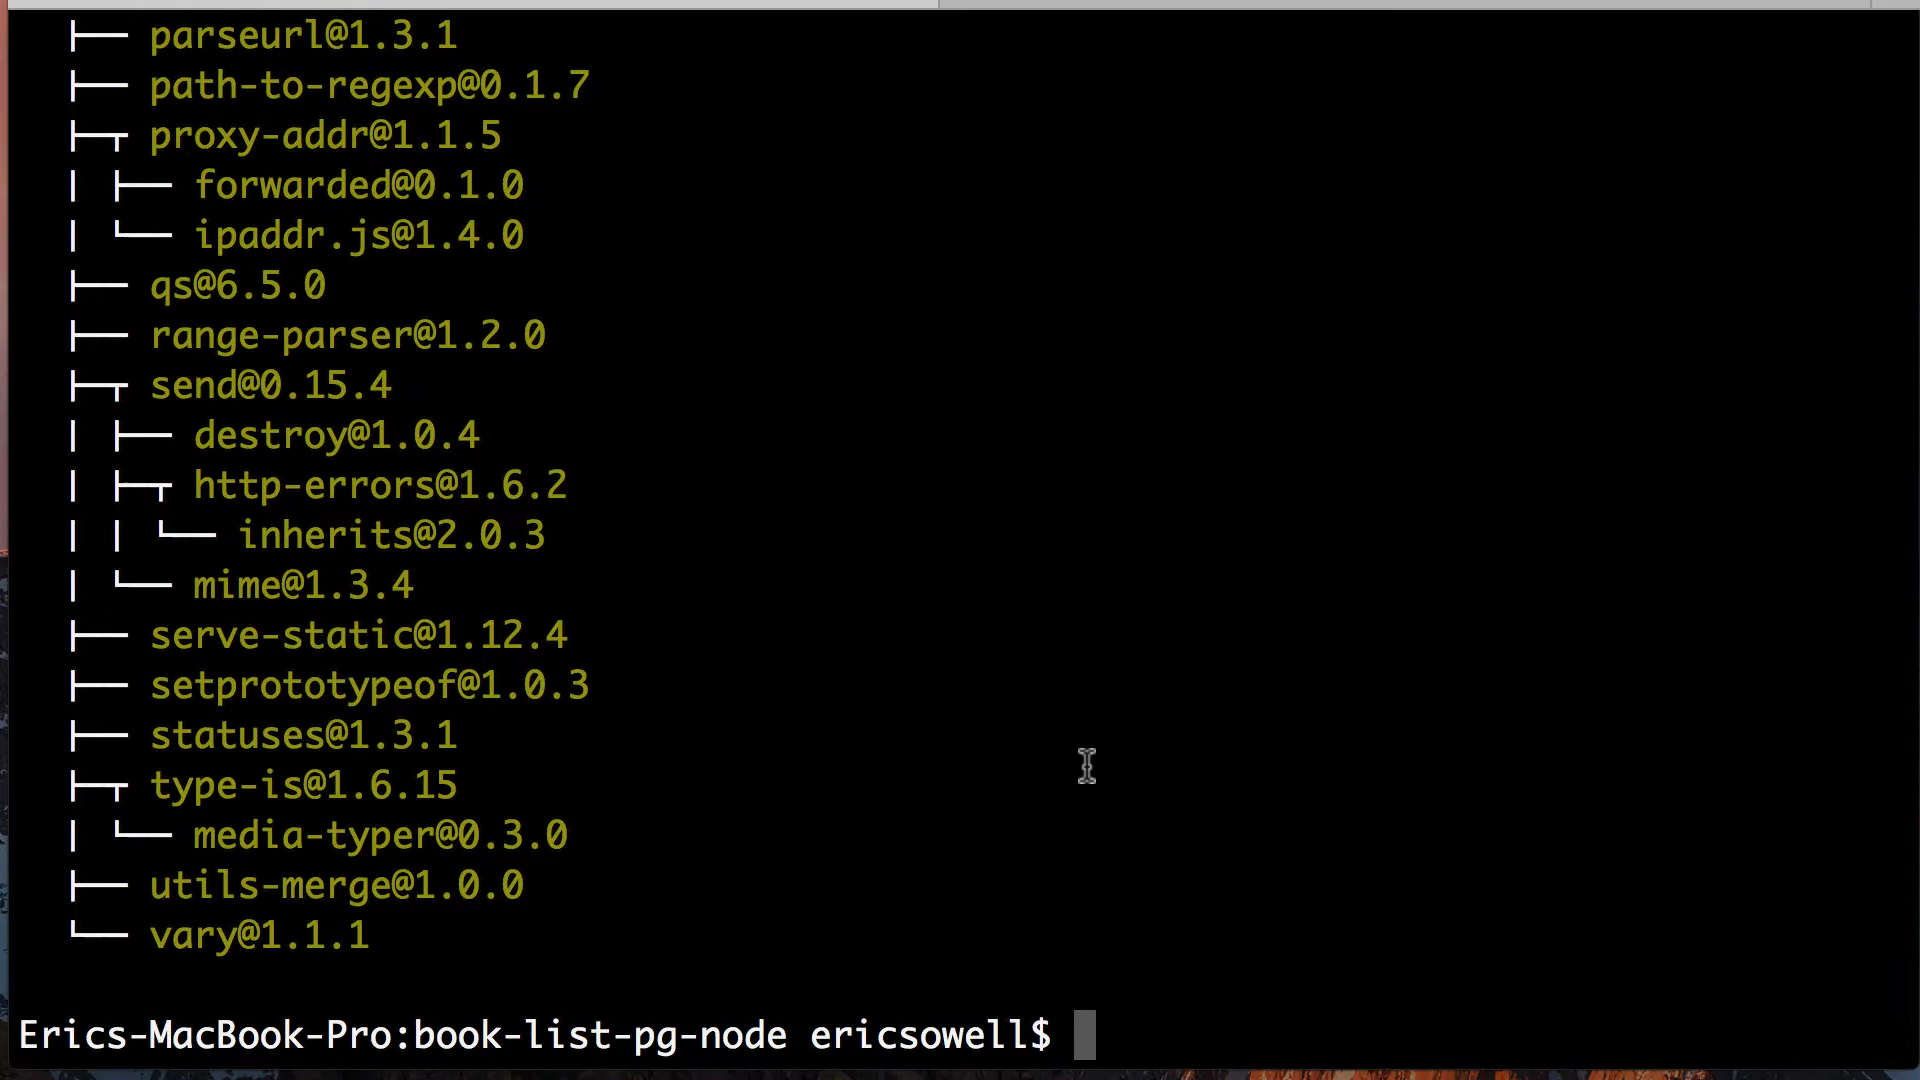 ├── parseurl@1.3.1
├── path-to-regexp@0.1.7
├─┬ proxy-addr@1.1.5
│ ├── forwarded@0.1.0
│ └── ipaddr.js@1.4.0
├── qs@6.5.0
├── range-parser@1.2.0
├─┬ send@0.15.4
│ ├── destroy@1.0.4
│ ├─┬ http-errors@1.6.2
│ │ └── inherits@2.0.3
│ └── mime@1.3.4
├── serve-static@1.12.4
├── setprototypeof@1.0.3
├── statuses@1.3.1
├─┬ type-is@1.6.15
│ └── media-typer@0.3.0
├── utils-merge@1.0.0
└── vary@1.1.1
Erics-MacBook-Pro:book-list-pg-node ericsowell$